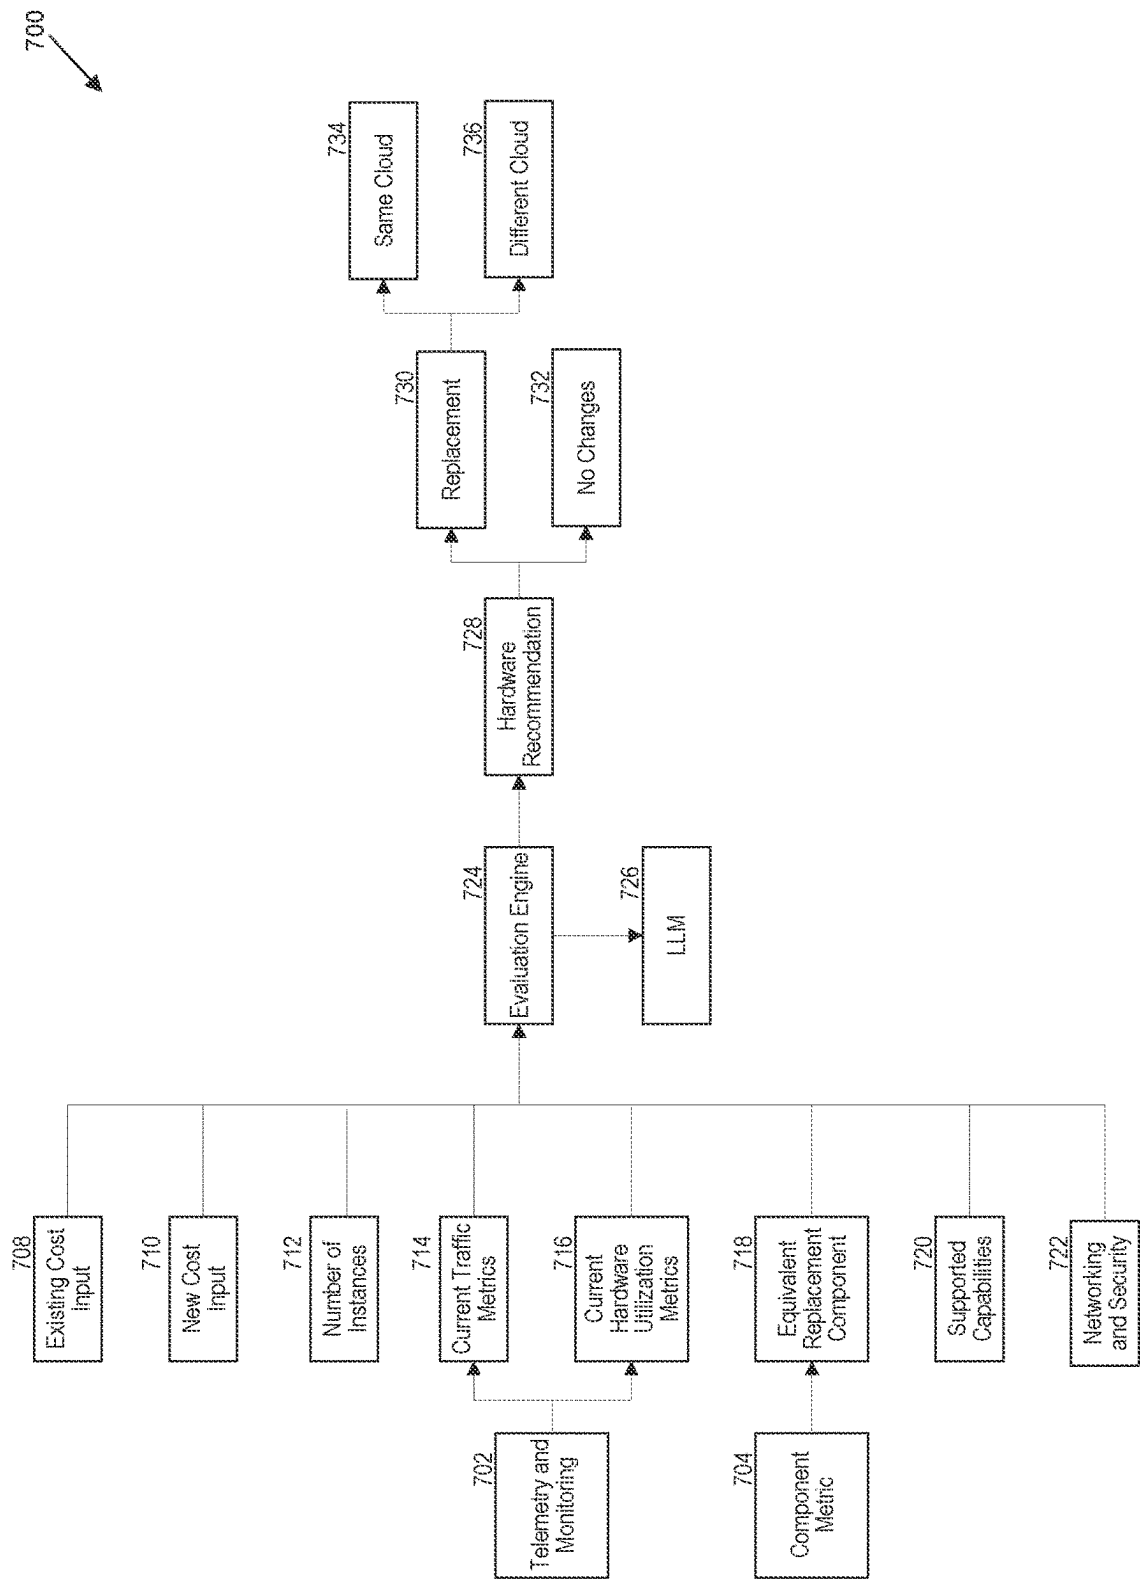 700
702
Telemetry and
Monitoring
704
Component
Metric
708
Existing Cost
Input
710
New Cost
Input
712
Number of
Instances
714
Current Traffic
Metrics
716
Current
Hardware
Utilization
Metrics
718
Equivalent
Replacement
Component
720
Supported
Capabilities
722
Networking
and Security
724
Evaluation Engine
726
LLM
728
Hardware
Recommendation
730
Replacement
732
No Changes
734
Same Cloud
736
Different Cloud